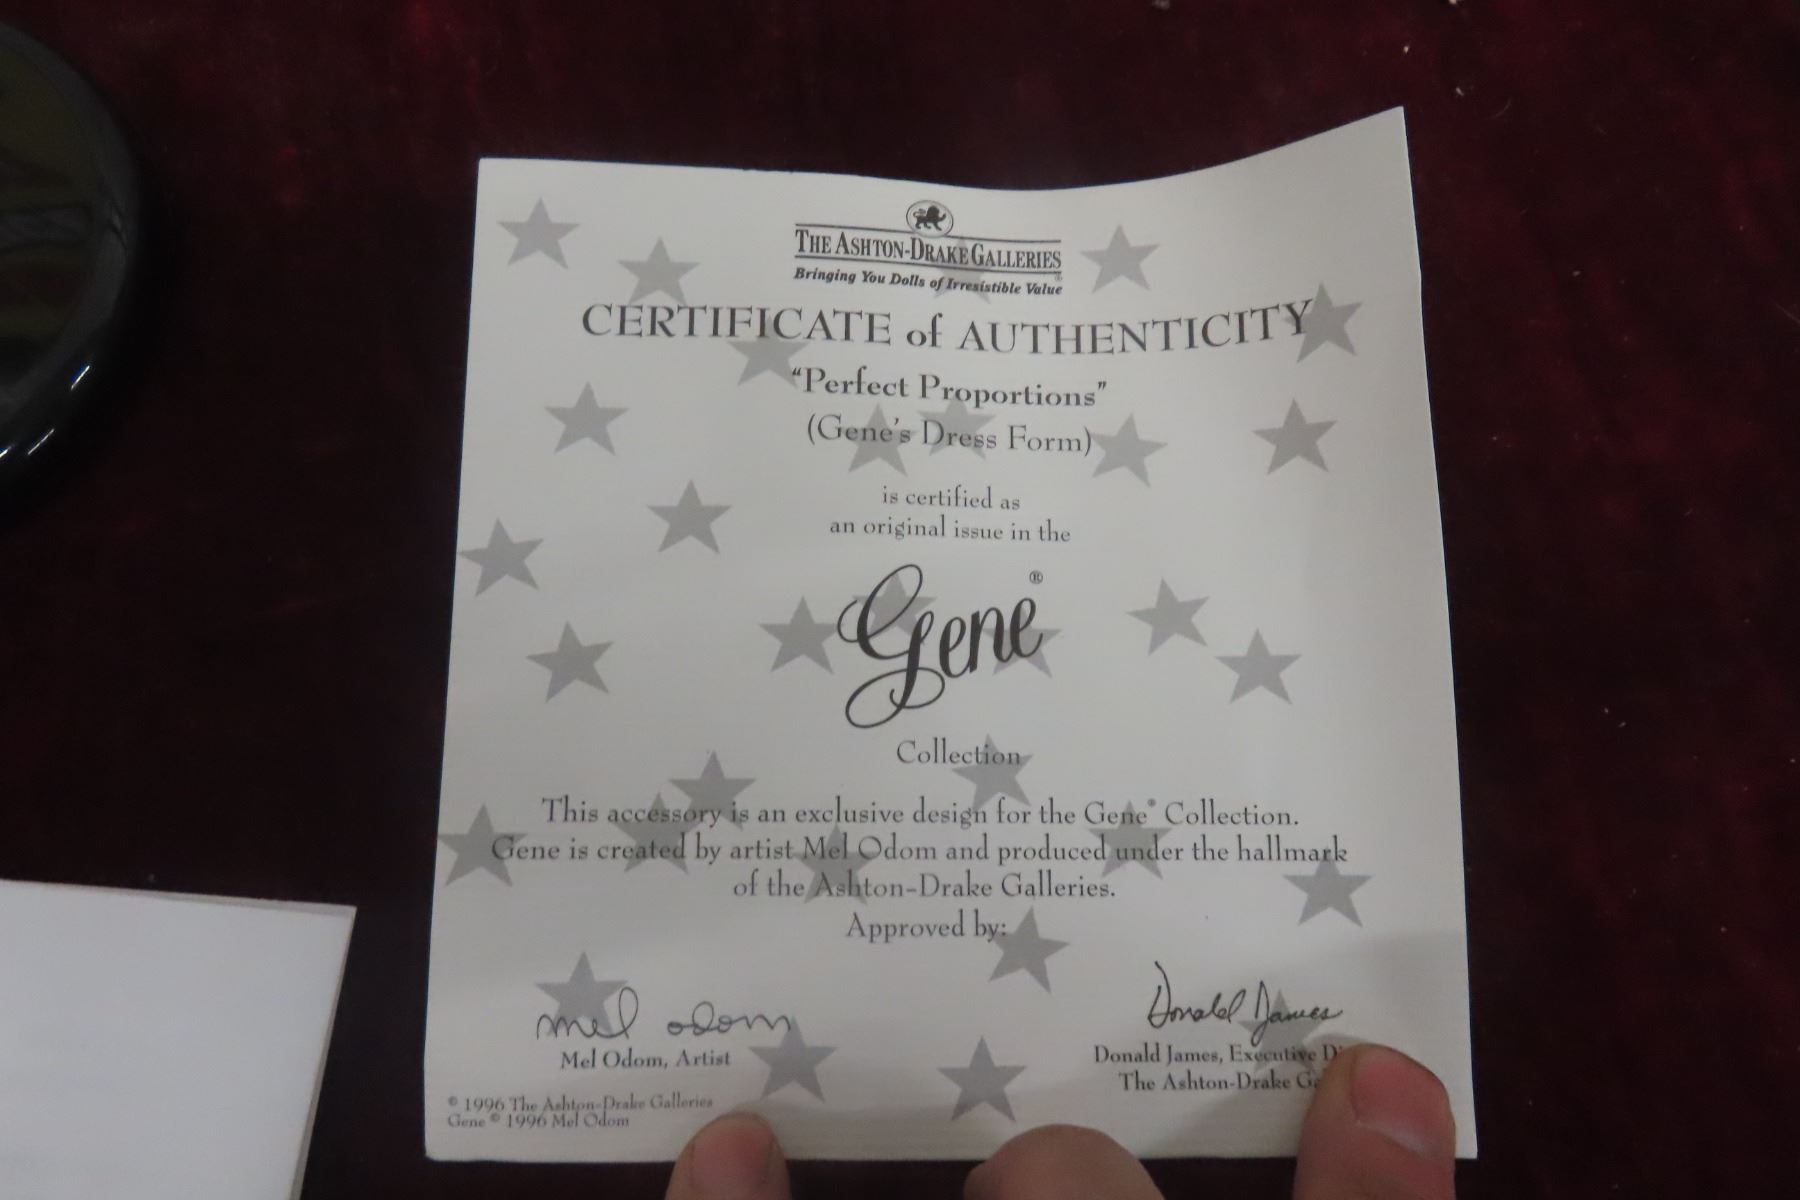 THE ASHTON-DRAKE GALLERIES®
Bringing You Dolls of Irresistible Value
CERTIFICATE of AUTHENTICITY
"Perfect Proportions"
(Gene's Dress Form)
is certified as
an original issue in the
Gene®
Collection
This accessory is an exclusive design for the Gene® Collection.
Gene is created by artist Mel Odom and produced under the hallmark
of the Ashton-Drake Galleries.
Approved by:
mel odom
Donald James
Mel Odom, Artist
Donald James, Executive
The Ashton-Drake
© 1996 The Ashton-Drake Galleries
Gene © 1996 Mel Odom